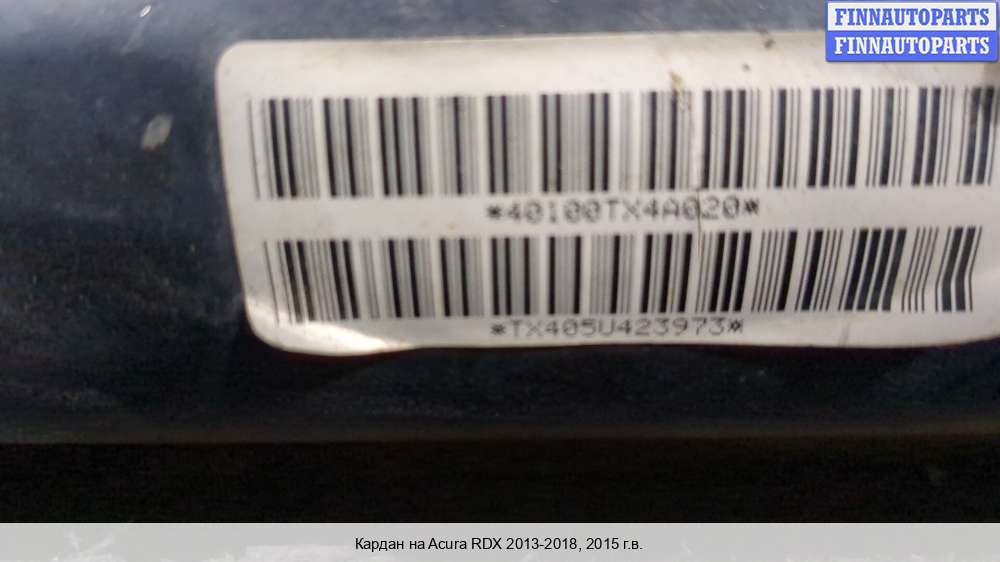 FINNAUTOPARTS
FINNAUTOPARTS
*40100TX4A020*
*TX405U423973*
Кардан на Acura RDX 2013-2018, 2015 г.в.